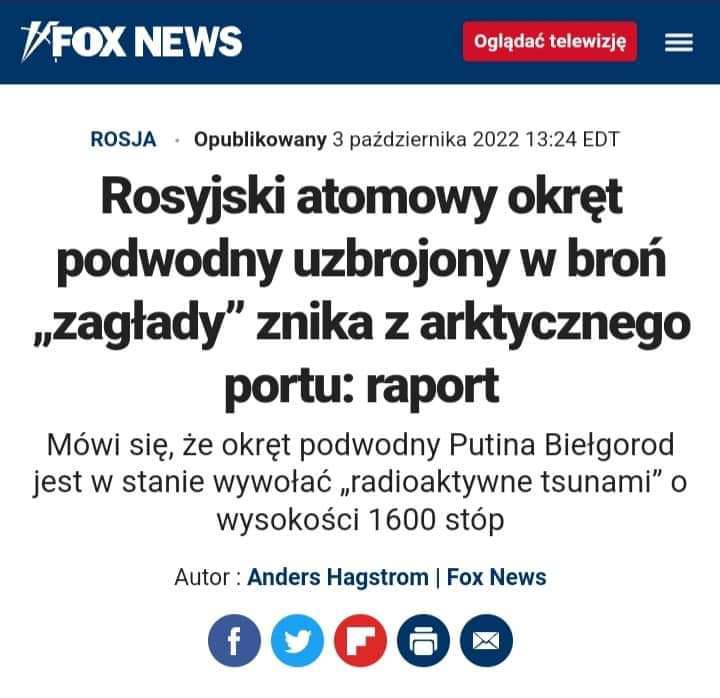 FOX NEWS
Oglądać telewizję
ROSJA · Opublikowany 3 października 2022 13:24 EDT
Rosyjski atomowy okręt
podwodny uzbrojony w broń
„zagłady” znika z arktycznego
portu: raport
Mówi się, że okręt podwodny Putina Biełgorod
jest w stanie wywołać „radioaktywne tsunami” o
wysokości 1600 stóp
Autor : Anders Hagstrom | Fox News